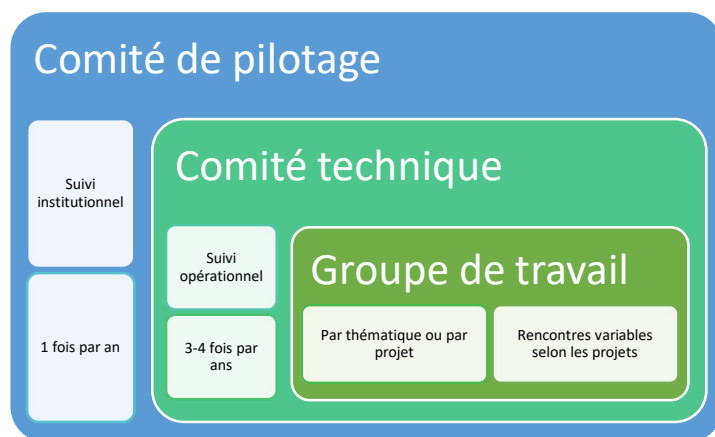 Comité de pilotage
Suivi
institutionnel
1 fois par an
Comité technique
Suivi
opérationnel
3-4 fois par
ans
Groupe de travail
Par thématique ou par
projet
Rencontres variables
selon les projets